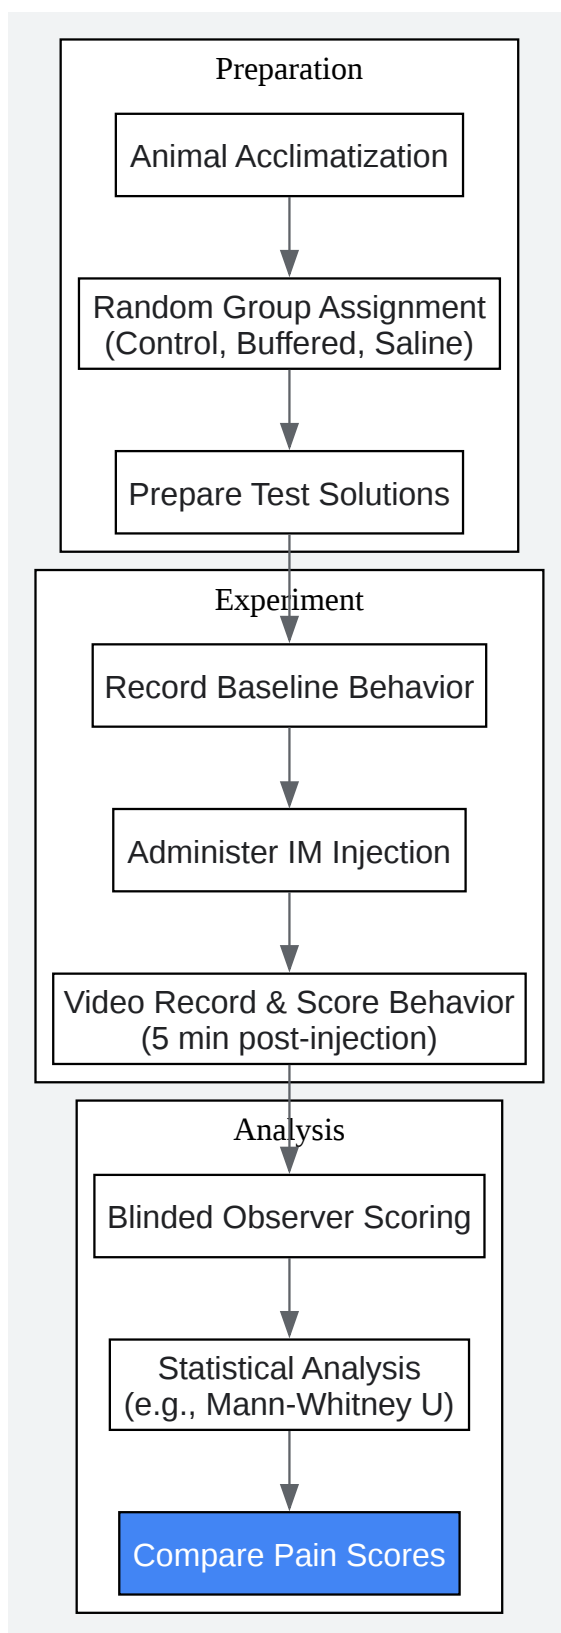 Preparation
Animal Acclimatization
Random Group Assignment
(Control, Buffered, Saline)
Prepare Test Solutions
Experiment
Record Baseline Behavior
Administer IM Injection
Video Record & Score Behavior
(5 min post-injection)
Analysis
Blinded Observer Scoring
Statistical Analysis
(e.g., Mann-Whitney U)
Compare Pain Scores